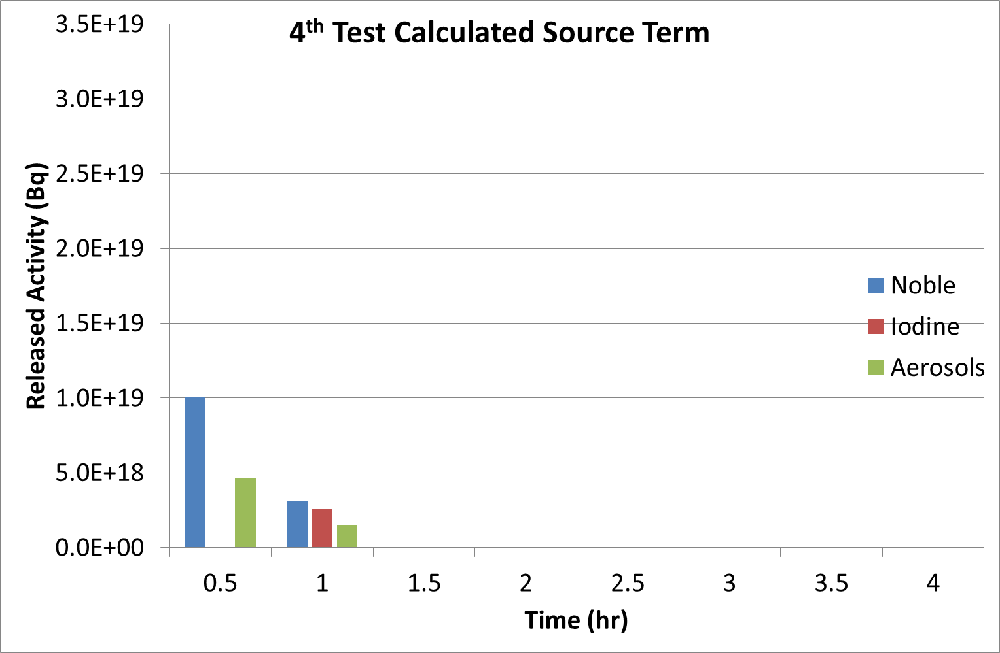 4th Test Calculated Source Term
3.5E+19
3.0E+19
2.5E+19
2.0E+19
1.5E+19
1.0E+19
5.0E+18
0.0E+00
Released Activity (Bq)
Noble
Iodine
Aerosols
0.5 1 1.5 2 2.5 3 3.5 4
Time (hr)